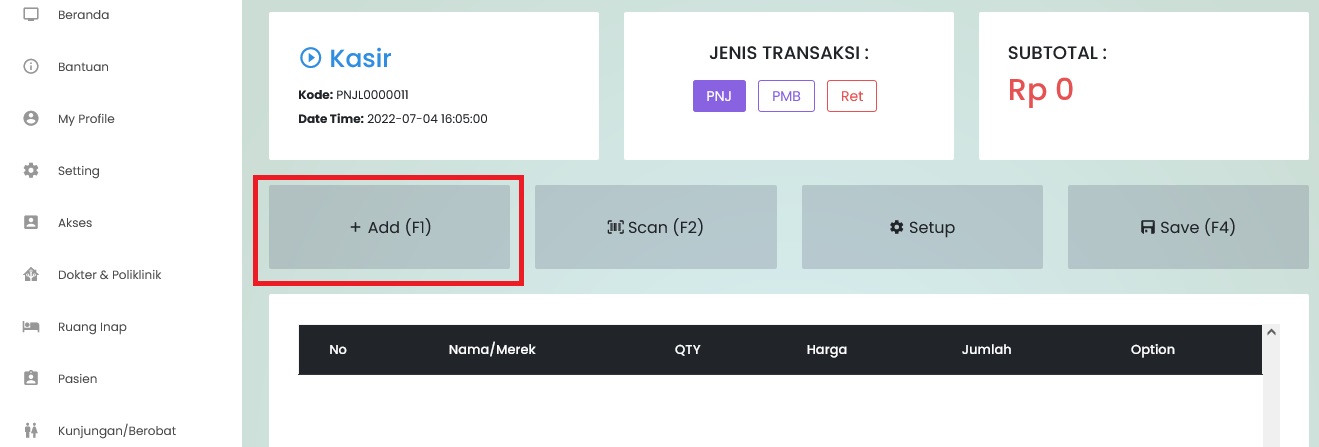 Beranda
Bantuan
My Profile
Setting
Akses
Dokter & Poliklinik
Ruang Inap
Pasien
Kunjungan/Berobat
Kasir
Kode: PNJL0000011
Date Time: 2022-07-04 16:05:00
JENIS TRANSAKSI :
PNJ PMB Ret
SUBTOTAL :
Rp 0
+ Add (F1)
Scan (F2)
Setup
Save (F4)
No Nama/Merek QTY Harga Jumlah Option